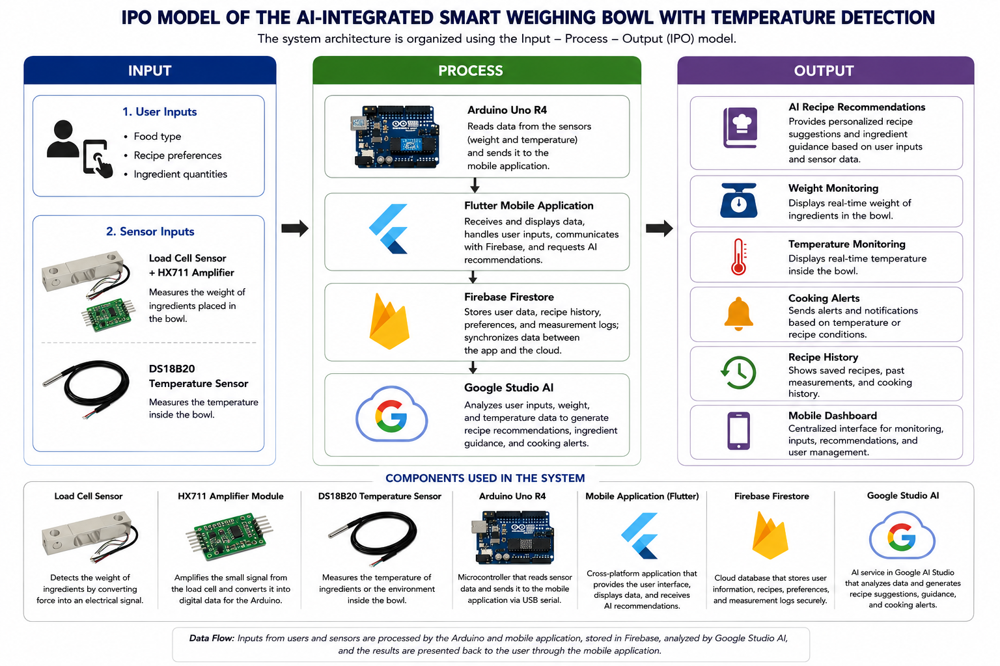 IPO MODEL OF THE AI-INTEGRATED SMART WEIGHING BOWL WITH TEMPERATURE DETECTION
The system architecture is organized using the Input – Process – Output (IPO) model.
INPUT
1. User Inputs
• Food type
• Recipe preferences
• Ingredient quantities
2. Sensor Inputs
Load Cell Sensor
+ HX711 Amplifier
Measures the weight of
ingredients placed in
the bowl.
DS18B20
Temperature Sensor
Measures the temperature
inside the bowl.
PROCESS
Arduino Uno R4
Reads data from the sensors
(weight and temperature)
and sends it to the
mobile application.
Flutter Mobile Application
Receives and displays data,
handles user inputs, communicates
with Firebase, and requests AI
recommendations.
Firebase Firestore
Stores user data, recipe history,
preferences, and measurement logs;
synchronizes data between
the app and the cloud.
Google Studio AI
Analyzes user inputs, weight,
and temperature data to generate
recipe recommendations, ingredient
guidance, and cooking alerts.
OUTPUT
AI Recipe Recommendations
Provides personalized recipe
suggestions and ingredient
guidance based on user inputs
and sensor data.
Weight Monitoring
Displays real-time weight of
ingredients in the bowl.
Temperature Monitoring
Displays real-time temperature
inside the bowl.
Cooking Alerts
Sends alerts and notifications
based on temperature or
recipe conditions.
Recipe History
Shows saved recipes, past
measurements, and cooking
history.
Mobile Dashboard
Centralized interface for monitoring,
inputs, recommendations, and
user management.
COMPONENTS USED IN THE SYSTEM
Load Cell Sensor
Detects the weight of
ingredients by converting
force into an electrical signal.
HX711 Amplifier Module
Amplifies the small signal from
the load cell and converts it into
digital data for the Arduino.
DS18B20 Temperature Sensor
Measures the temperature of
ingredients or the environment
inside the bowl.
Arduino Uno R4
Microcontroller that reads sensor
data and sends it to the mobile
application via USB serial.
Mobile Application (Flutter)
Cross-platform application that
provides the user interface,
displays data, and receives
AI recommendations.
Firebase Firestore
Cloud database that stores user
information, recipes, preferences,
and measurement logs securely.
Google Studio AI
AI service in Google AI Studio
that analyzes data and generates
recipe suggestions, guidance,
and cooking alerts.
Data Flow: Inputs from users and sensors are processed by the Arduino and mobile application, stored in Firebase, analyzed by Google Studio AI,
and the results are presented back to the user through the mobile application.